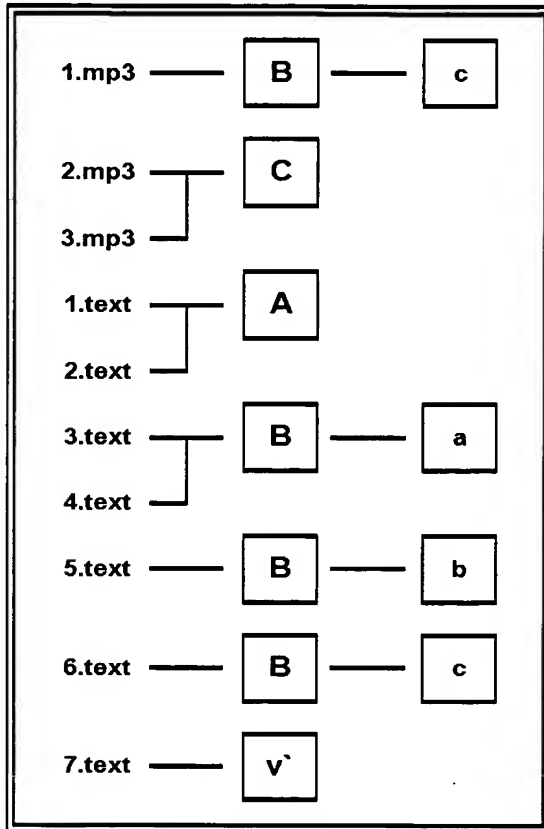 1.mp3 B c
2.mp3 C
3.mp3
1.text A
2.text
3.text B a
4.text
5.text B b
6.text B c
7.text v`